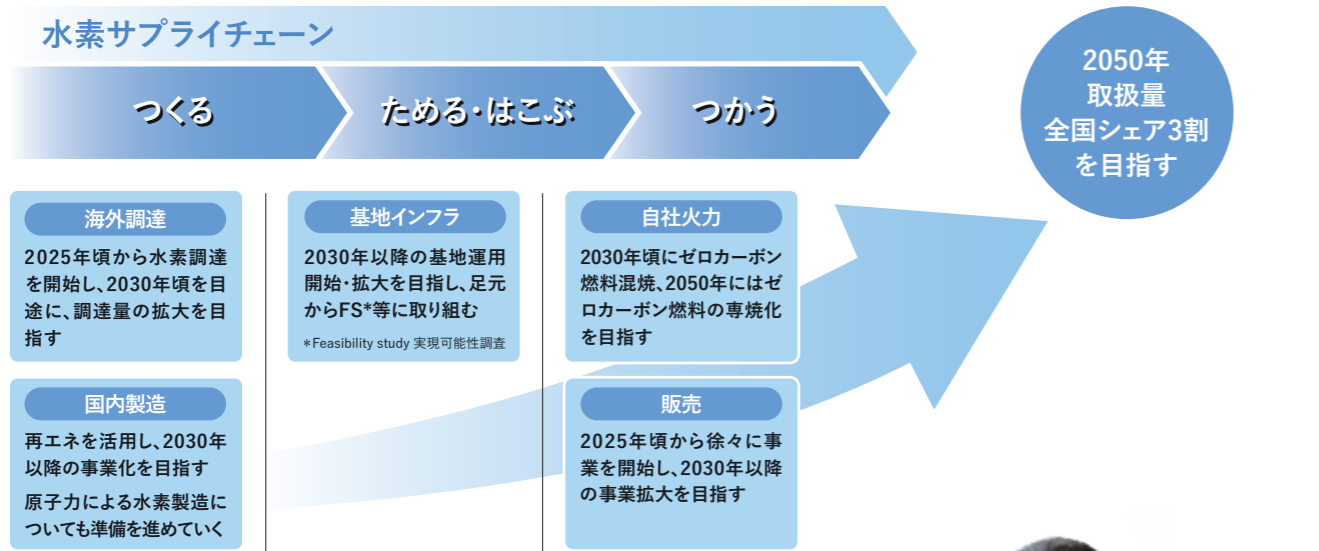 水素サプライチェーン
つくる
ためる・はこぶ
つかう
2050年
取扱量
全国シェア3割
を目指す
海外調達
2025年頃から水素調達
を開始し、2030年頃を目
途に、調達量の拡大を目
指す
国内製造
再エネを活用し、2030年
以降の事業化を目指す
原子力による水素製造に
ついても準備を進めていく
基地インフラ
2030年以降の基地運用
開始・拡大を目指し、足元
からFS*等に取り組む
*Feasibility study 実現可能性調査
自社火力
2030年頃にゼロカーボン
燃料混焼、2050年にはゼ
ロカーボン燃料の専焼化
を目指す
販売
2025年頃から徐々に事
業を開始し、2030年以降
の事業拡大を目指す